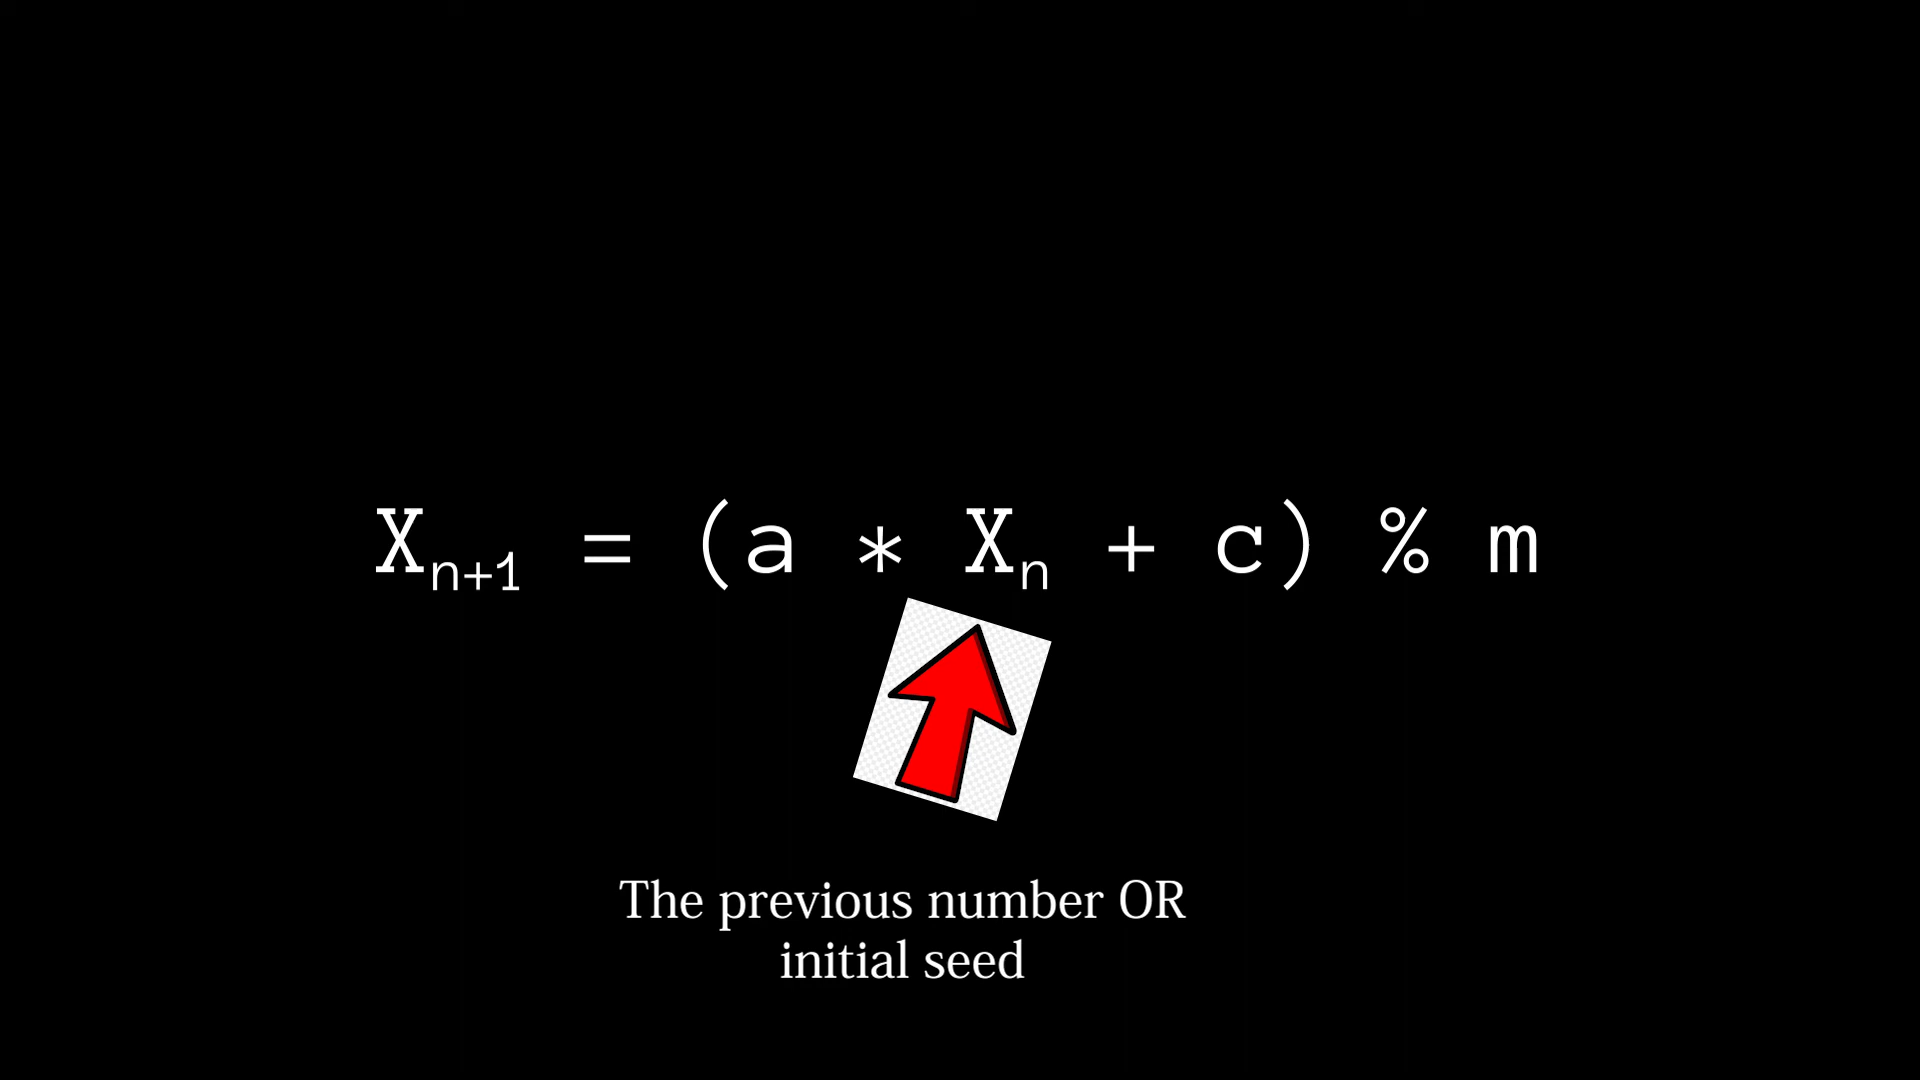 Xₙ₊₁ = (a * Xₙ + c) % m
The previous number OR
initial seed